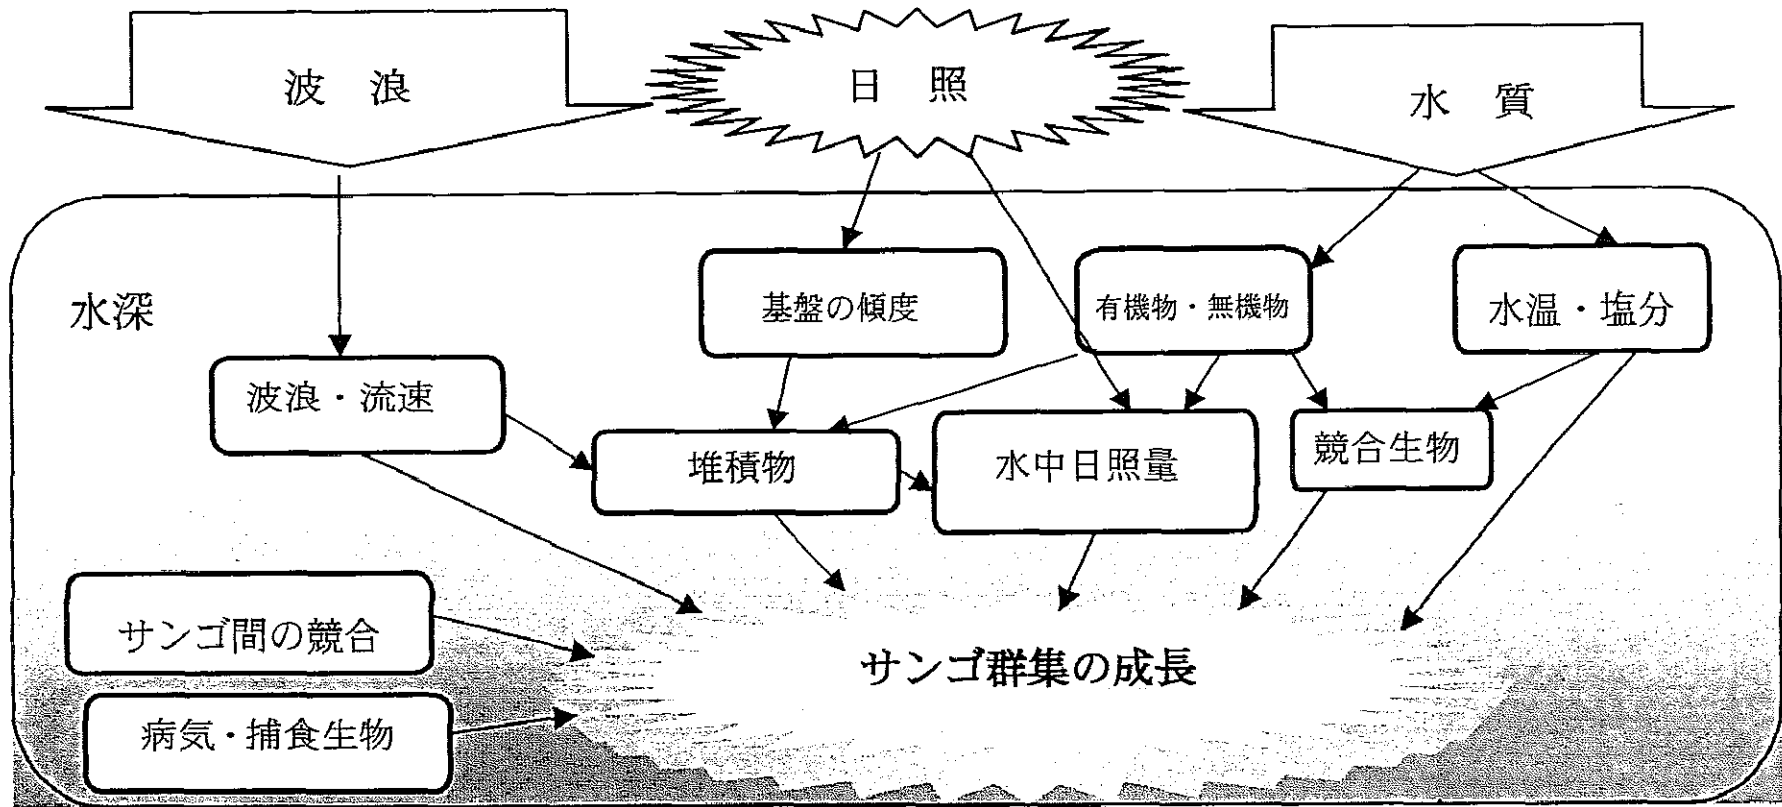 波 浪
日 照
水 質
水深
基盤の傾度
有機物・無機物
水温・塩分
波浪・流速
堆積物
水中日照量
競合生物
サンゴ間の競合
サンゴ群集の成長
病気・捕食生物